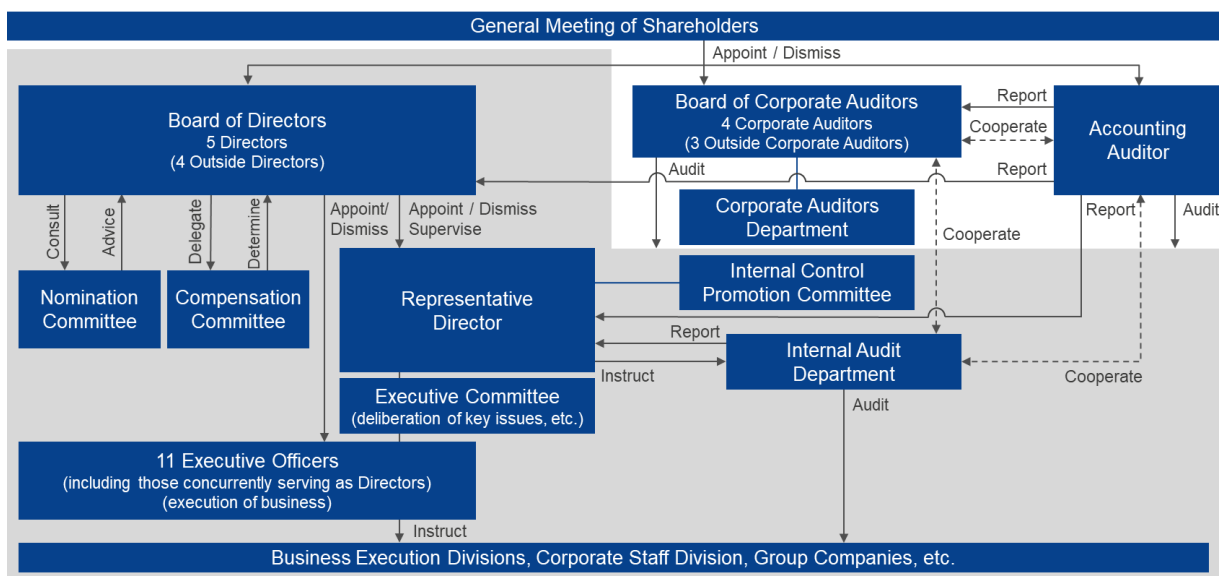 General Meeting of Shareholders
Appoint / Dismiss
Board of Directors
5 Directors
(4 Outside Directors)
Board of Corporate Auditors
4 Corporate Auditors
(3 Outside Corporate Auditors)
Report
Cooperate
Accounting
Auditor
Audit
Report
Consult
Advice
Delegate
Determine
Appoint/
Dismiss
Appoint / Dismiss
Supervise
Corporate Auditors
Department
Cooperate
Report
Audit
Nomination
Committee
Compensation
Committee
Representative
Director
Internal Control
Promotion Committee
Report
Instruct
Internal Audit
Department
Cooperate
Executive Committee
(deliberation of key issues, etc.)
Audit
11 Executive Officers
(including those concurrently serving as Directors)
(execution of business)
Instruct
Business Execution Divisions, Corporate Staff Division, Group Companies, etc.